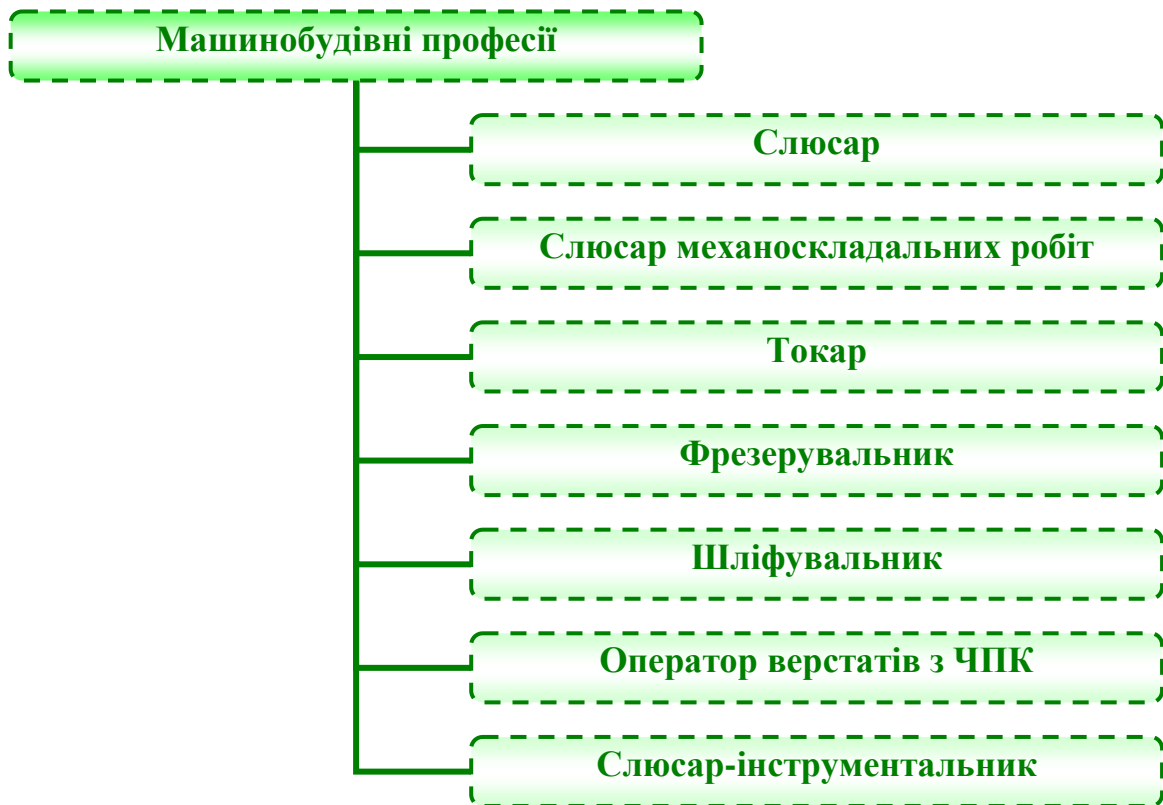 Машинобудівні професії
Слюсар
Слюсар механоскладальних робіт
Токар
Фрезерувальник
Шліфувальник
Оператор верстатів з ЧПК
Слюсар-інструментальник